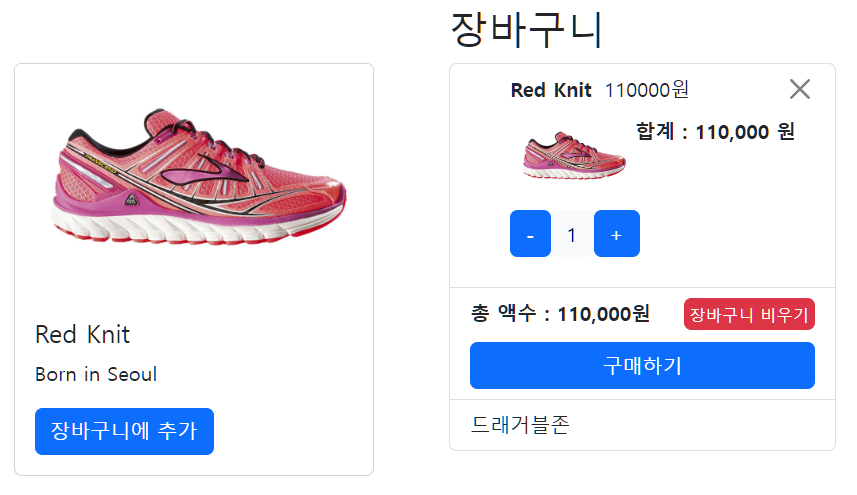 장바구니
Red Knit 110000원
합계 : 110,000 원
- 1 +
총 액수 : 110,000원 장바구니 비우기
구매하기
드래거블존
Red Knit
Born in Seoul
장바구니에 추가